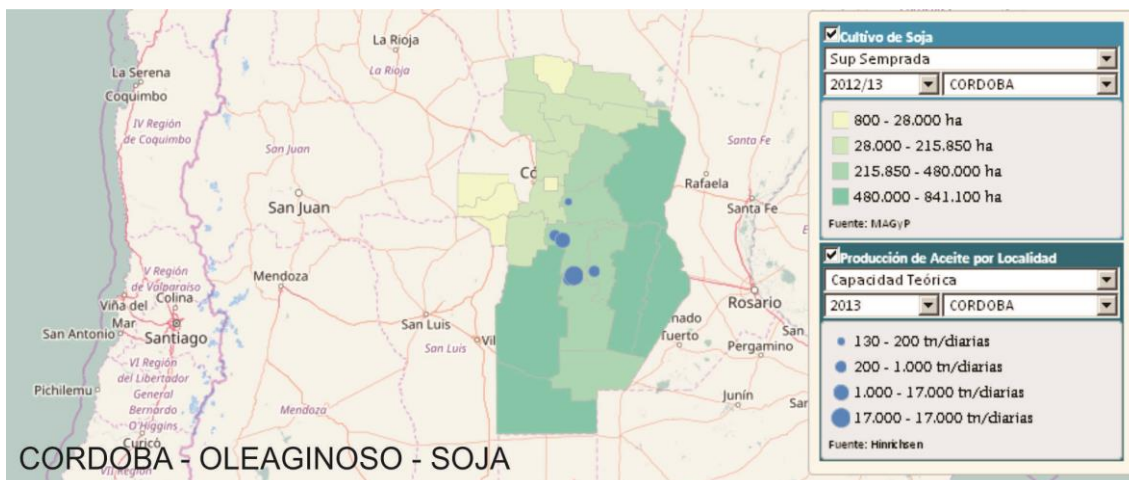 La Rioja
La Rioja
La Serena
Coquimbo
IV Región
de Coquimbo
San Juan
San Juan
Santa Fe
Rafaela
Santa Fe
Mendoza
V Región
de Valparaíso
Colina
Viña del
Mar
San Antonio
Santiago
San Luis
San Luis
Rosario
Tuerto
Pergamino
VI Región
del Libertador
General
Bernardo
O'Higgins
Pichilemu
Mendoza
Junín
Curicó
CORDOBA - OLEAGINOSO - SOJA
Cultivo de Soja
Sup Semprada
2012/13 CORDOBA
800 - 28.000 ha
28.000 - 215.850 ha
215.850 - 480.000 ha
480.000 - 841.100 ha
Fuente: MAGyP
Producción de Aceite por Localidad
Capacidad Teórica
2013 CORDOBA
130 - 200 tn/diarias
200 - 1.000 tn/diarias
1.000 - 17.000 tn/diarias
17.000 - 17.000 tn/diarias
Fuente: Hinrichsen